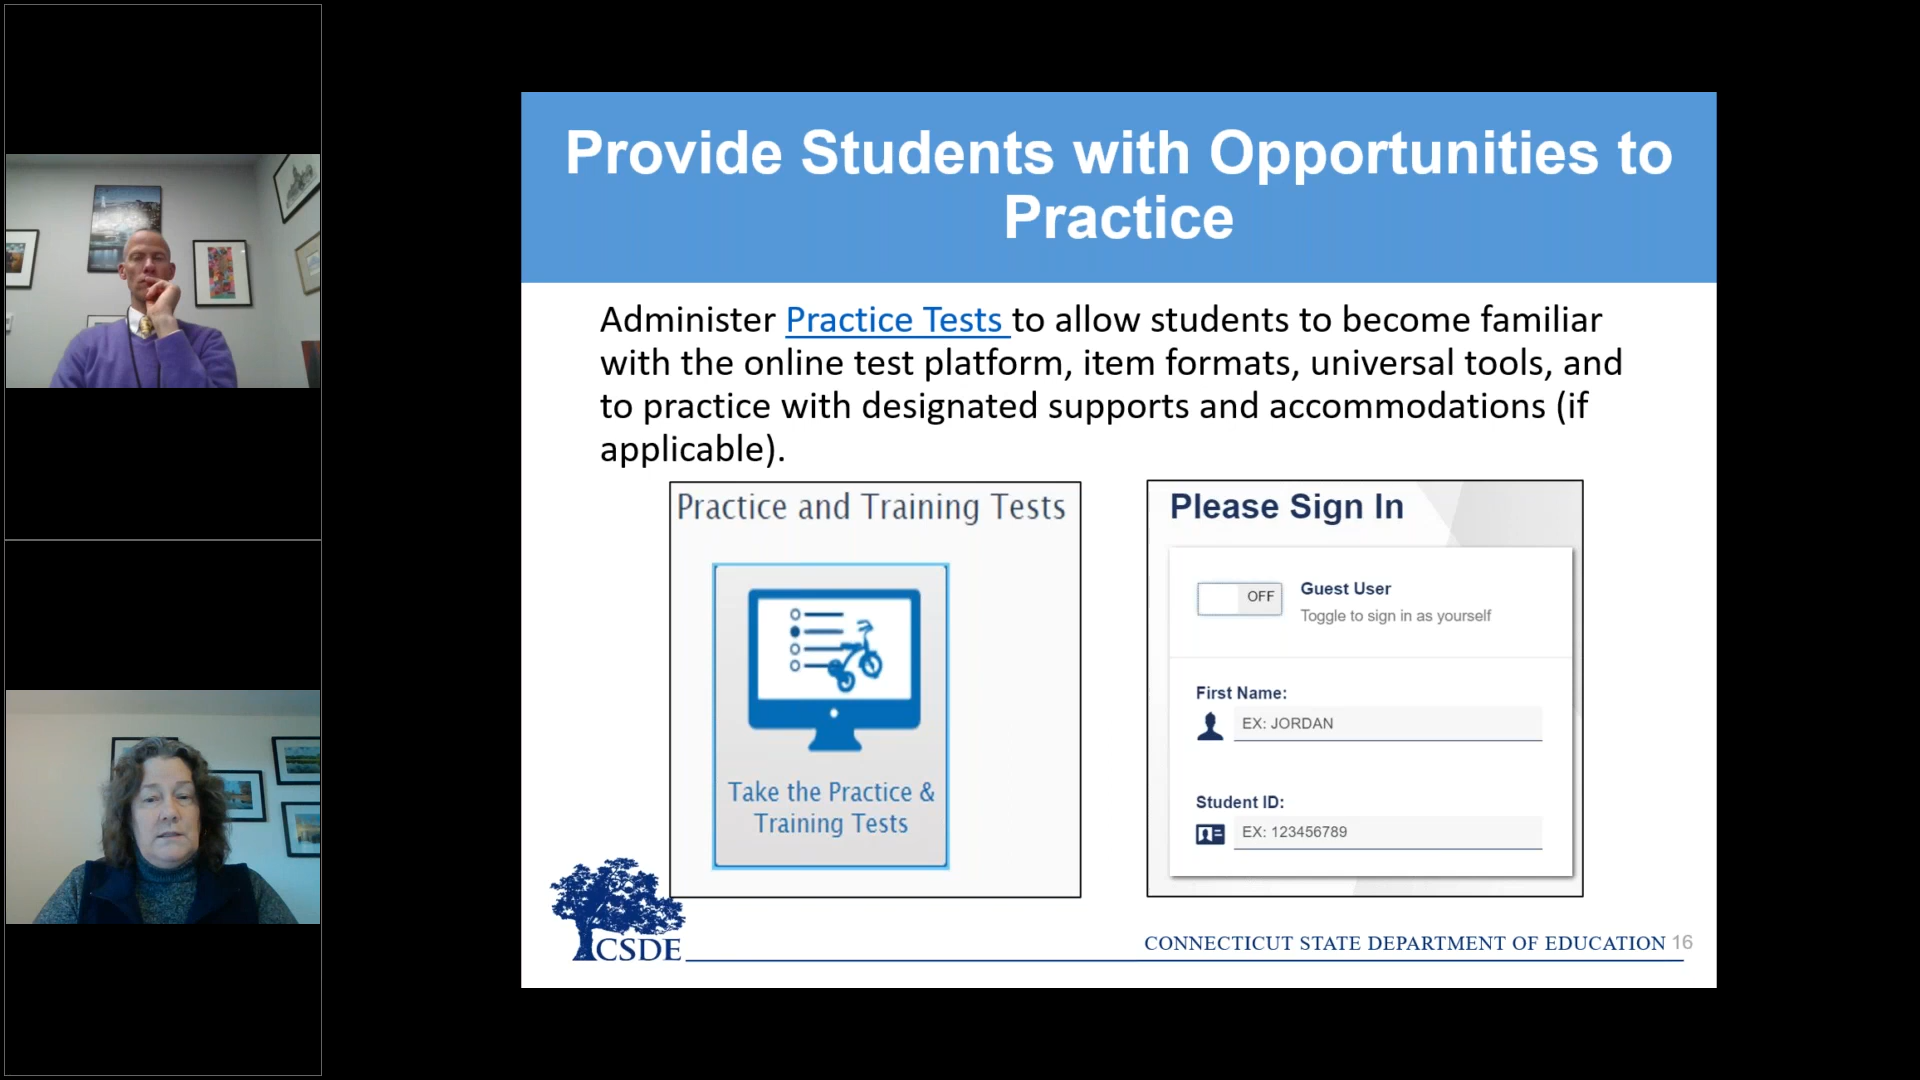 Provide Students with Opportunities to
Practice
Administer Practice Tests to allow students to become familiar
with the online test platform, item formats, universal tools, and
to practice with designated supports and accommodations (if
applicable).
Practice and Training Tests
Take the Practice &
Training Tests
Please Sign In
OFF
Guest User
Toggle to sign in as yourself
First Name:
EX: JORDAN
Student ID:
EX: 123456789
CSDE
CONNECTICUT STATE DEPARTMENT OF EDUCATION 16